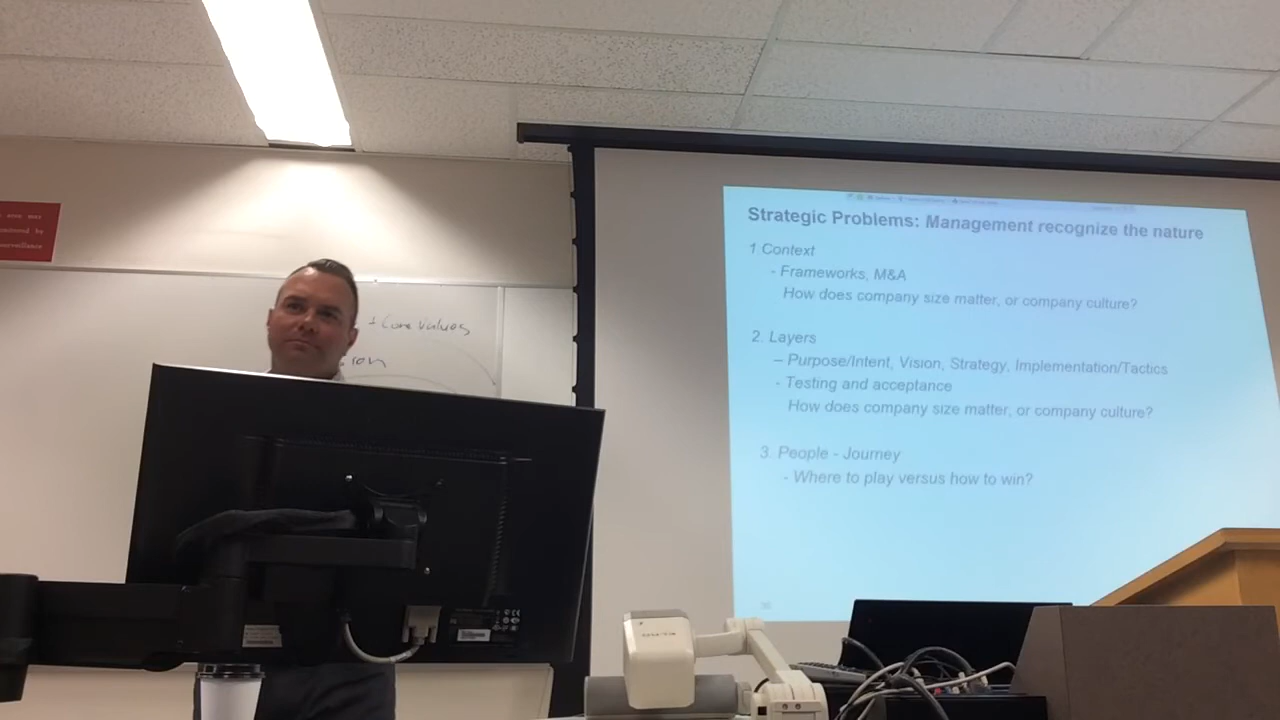 Strategic Problems: Management recognize the nature
1 Context
- Frameworks, M&A
How does company size matter, or company culture?
2. Layers
– Purpose/Intent, Vision, Strategy, Implementation/Tactics
- Testing and acceptance
How does company size matter, or company culture?
3. People - Journey
- Where to play versus how to win?
+ Core Values